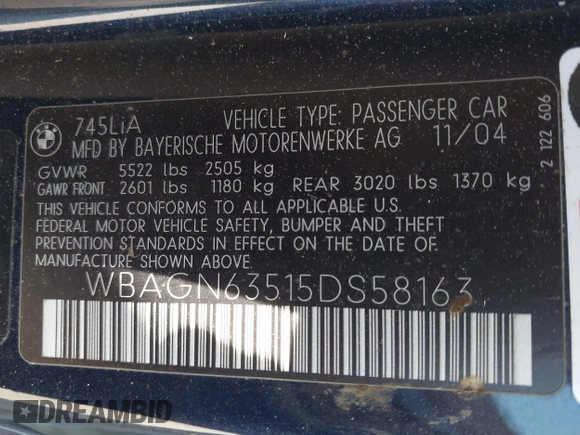 745LiA VEHICLE TYPE: PASSENGER CAR
MFD BY BAYERISCHE MOTORENWERKE AG 11/04
GVWR 5522 lbs 2505 kg
GAWR FRONT 2601 lbs 1180 kg REAR 3020 lbs 1370 kg
THIS VEHICLE CONFORMS TO ALL APPLICABLE U.S.
FEDERAL MOTOR VEHICLE SAFETY, BUMPER AND THEFT
PREVENTION STANDARDS IN EFFECT ON THE DATE OF
MANUFACTURE SHOWN ABOVE.
WBAGN63515DS58163
2 122 606
BMW
DREAMBID